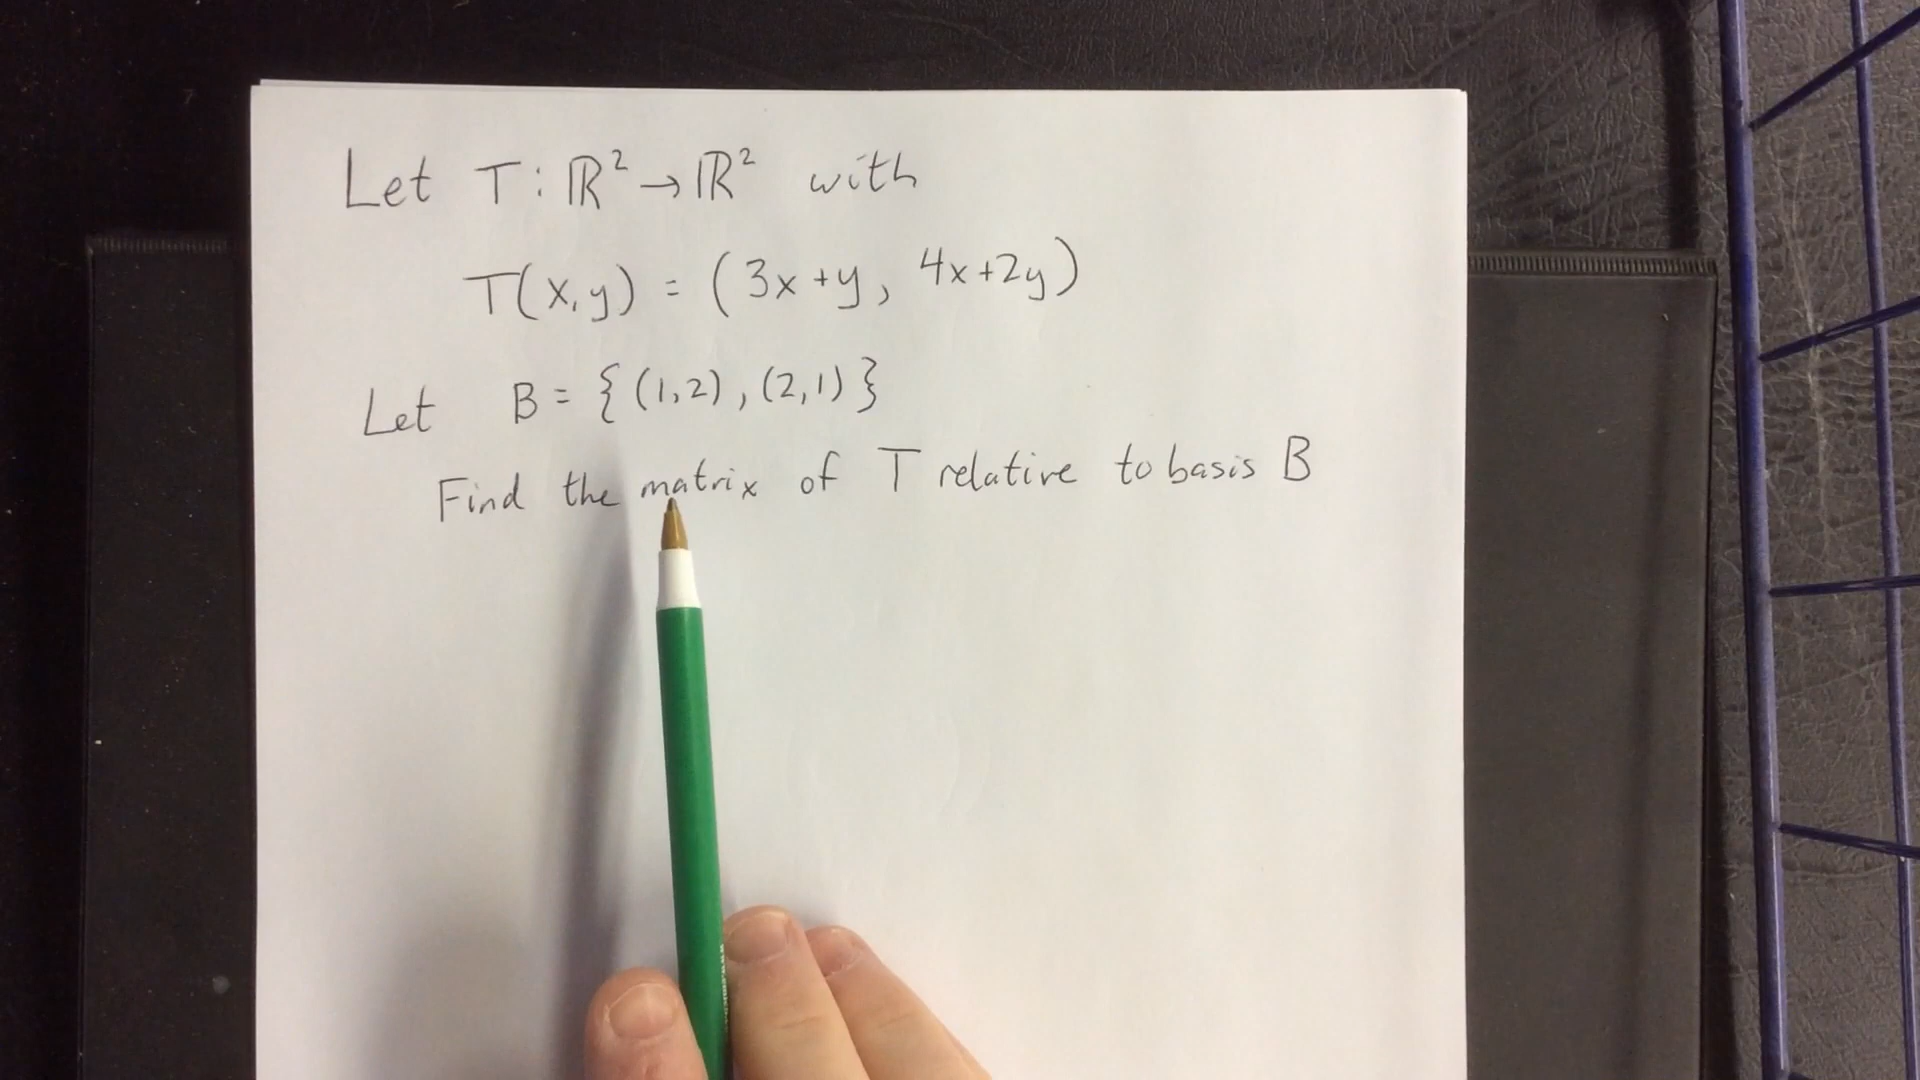 Let T : ℝ² → ℝ² with
T(x,y) = (3x+y, 4x+2y)
Let B = {(1,2), (2,1)}
Find the matrix of T relative to basis B